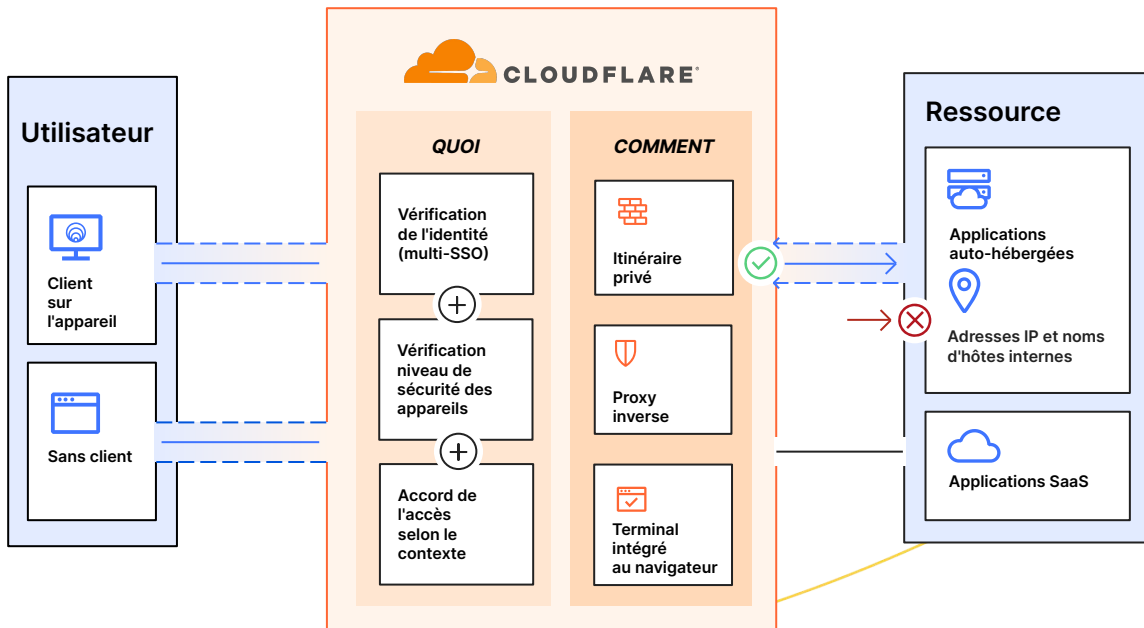 CLOUDFLARE
Utilisateur
Client
sur
l'appareil
Sans client
QUOI
Vérification
de l'identité
(multi-SSO)
Vérification
niveau de
sécurité des
appareils
Accord de
l'accès
selon le
contexte
COMMENT
Itinéraire
privé
Proxy
inverse
Terminal
intégré
au navigateur
Ressource
Applications
auto-hébergées
Adresses IP et noms
d'hôtes internes
Applications SaaS